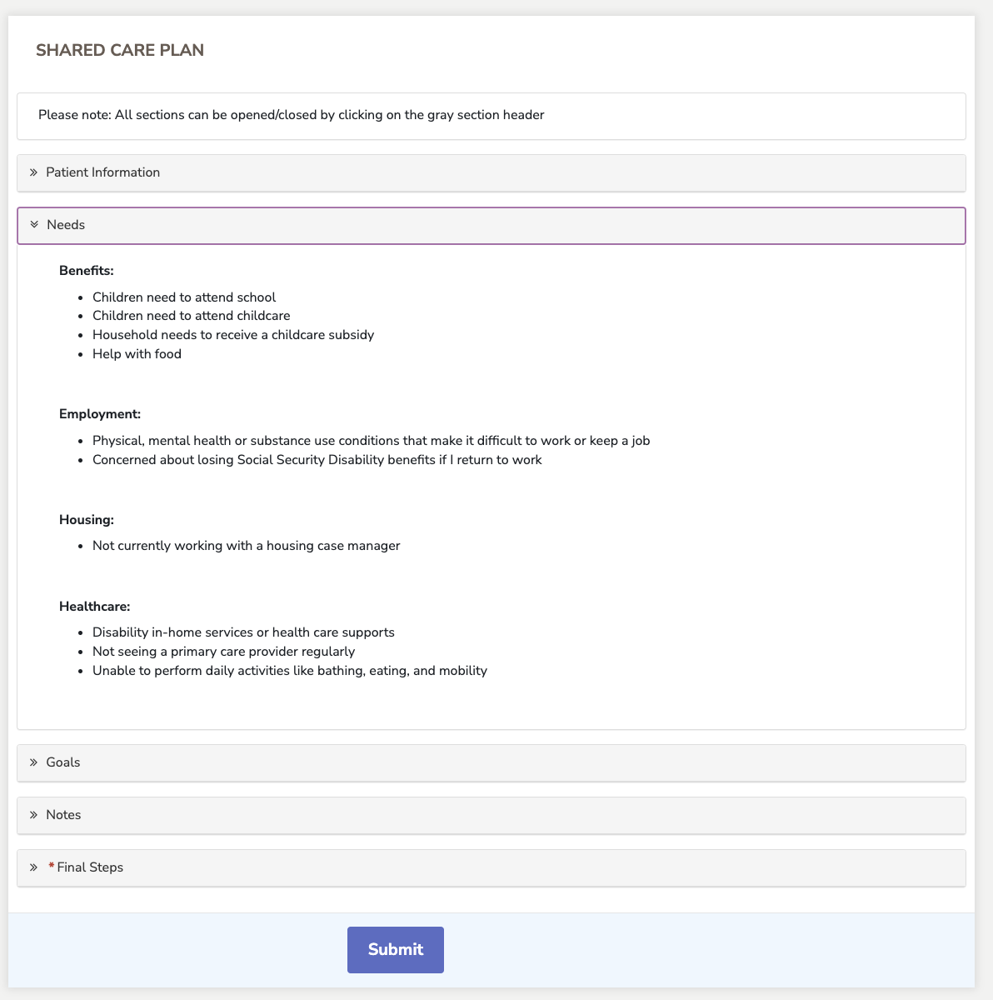 SHARED CARE PLAN
Please note: All sections can be opened/closed by clicking on the gray section header
Patient Information
Needs
Benefits:
• Children need to attend school
• Children need to attend childcare
• Household needs to receive a childcare subsidy
• Help with food
Employment:
• Physical, mental health or substance use conditions that make it difficult to work or keep a job
• Concerned about losing Social Security Disability benefits if I return to work
Housing:
• Not currently working with a housing case manager
Healthcare:
• Disability in-home services or health care supports
• Not seeing a primary care provider regularly
• Unable to perform daily activities like bathing, eating, and mobility
Goals
Notes
* Final Steps
Submit